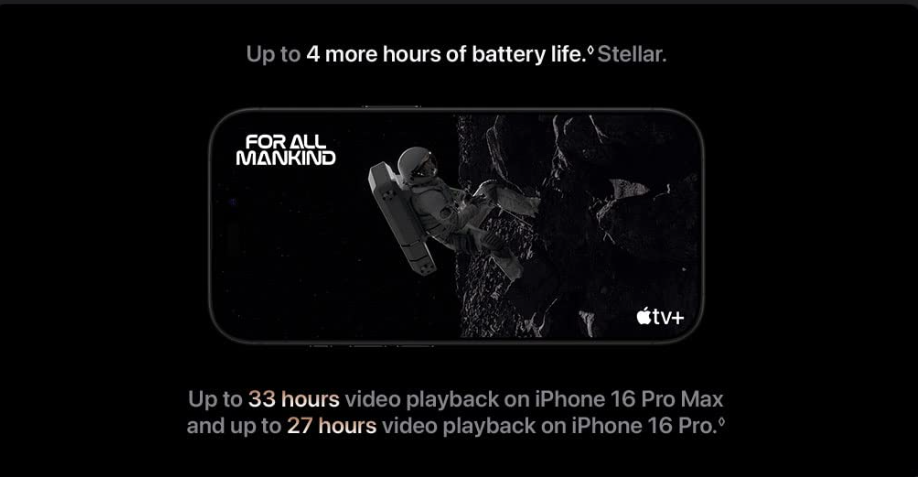 Up to 4 more hours of battery life.◊ Stellar.
FOR ALL
MANKIND
tv+
Up to 33 hours video playback on iPhone 16 Pro Max
and up to 27 hours video playback on iPhone 16 Pro.◊